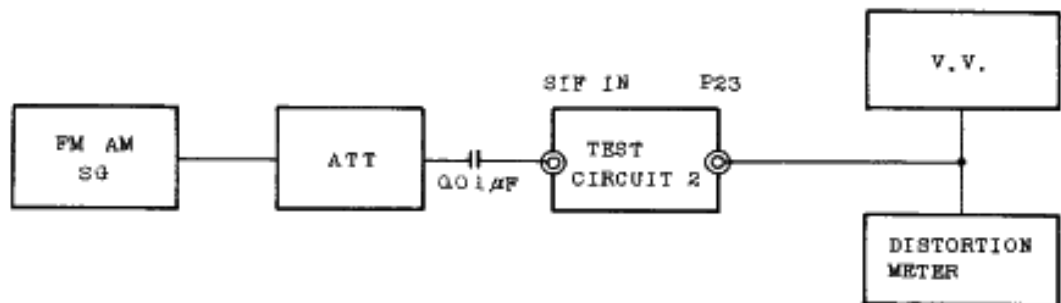 V.V.
SIF IN
P23
FM AM
SG
ATT
0.01μF
TEST
CIRCUIT 2
DISTORTION
METER